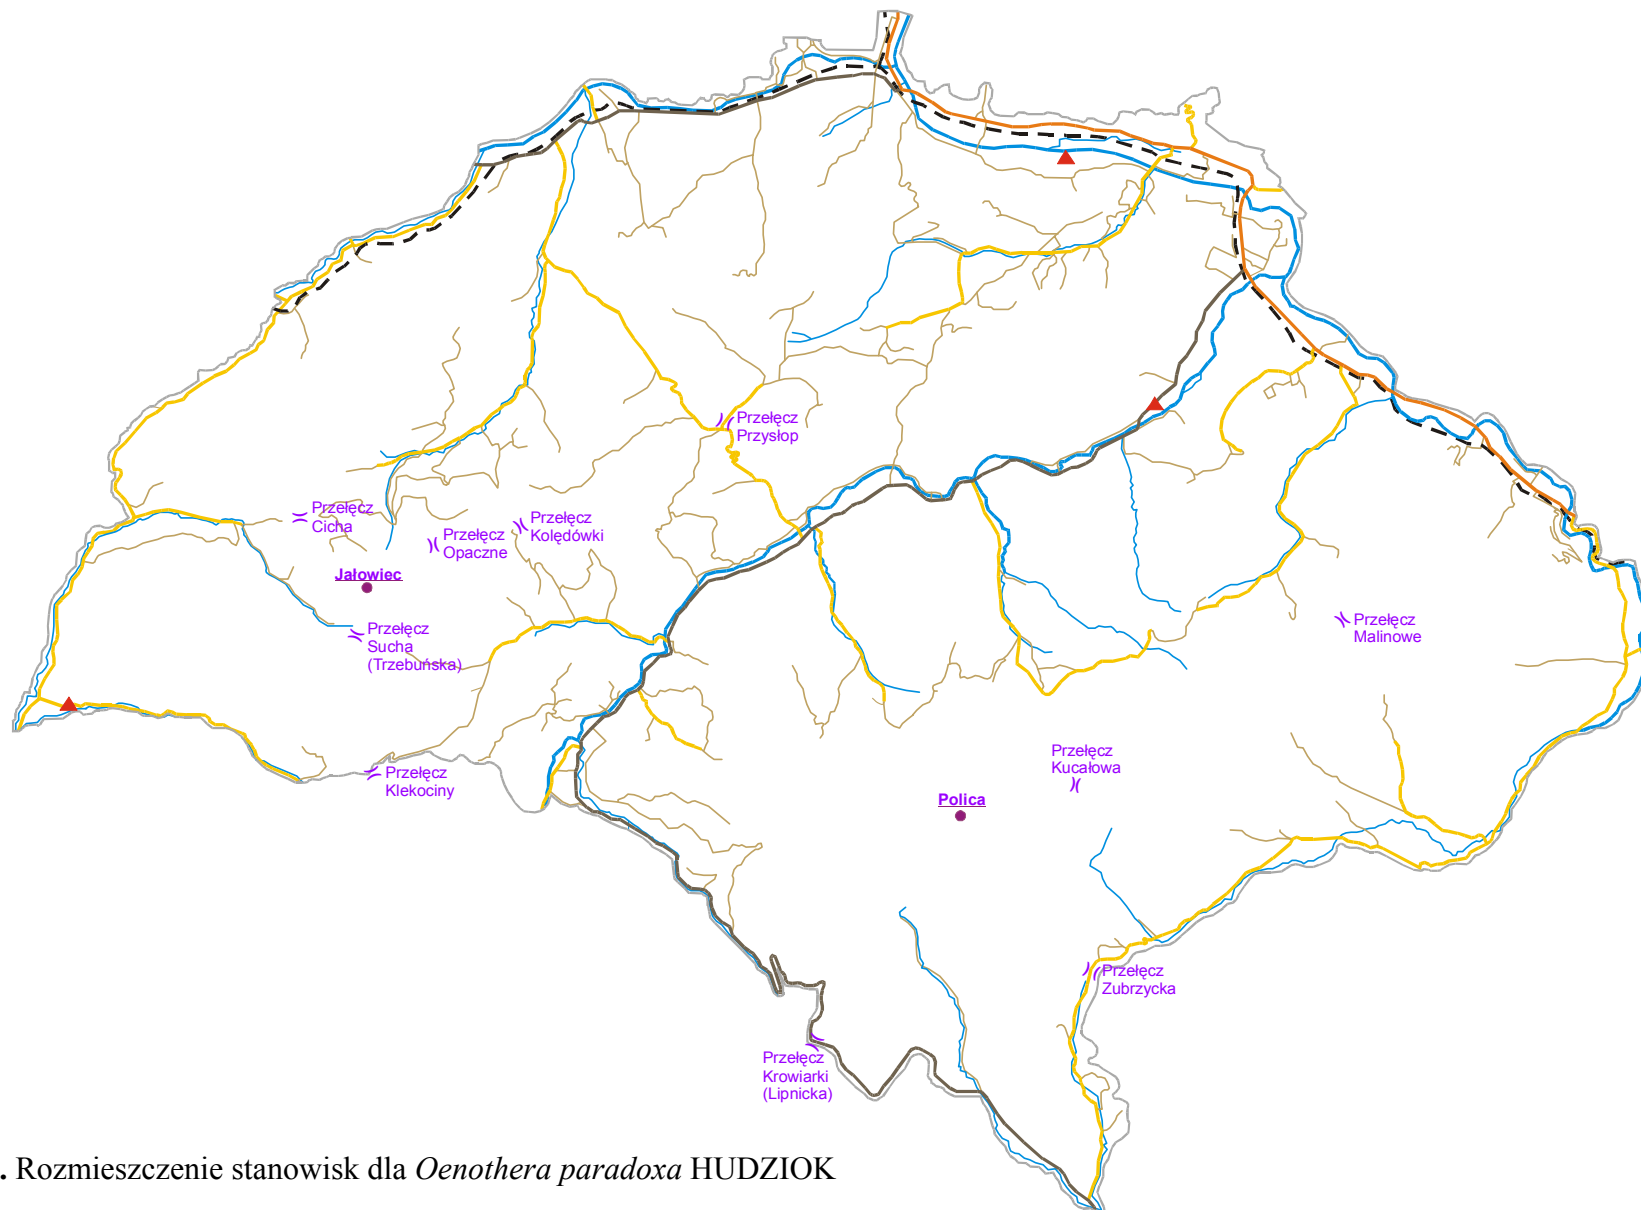 Przełęcz
Przysłop
Przełęcz
Cicha
Przełęcz
Kolędówki
Przełęcz
Opaczne
Jałowiec
Przełęcz
Sucha
(Trzebuńska)
Przełęcz
Malinowe
Przełęcz
Kucałowa
Przełęcz
Klekociny
Polica
Przełęcz
Zubrzycka
Przełęcz
Krowiarki
(Lipnicka)
. Rozmieszczenie stanowisk dla Oenothera paradoxa HUDZIOK